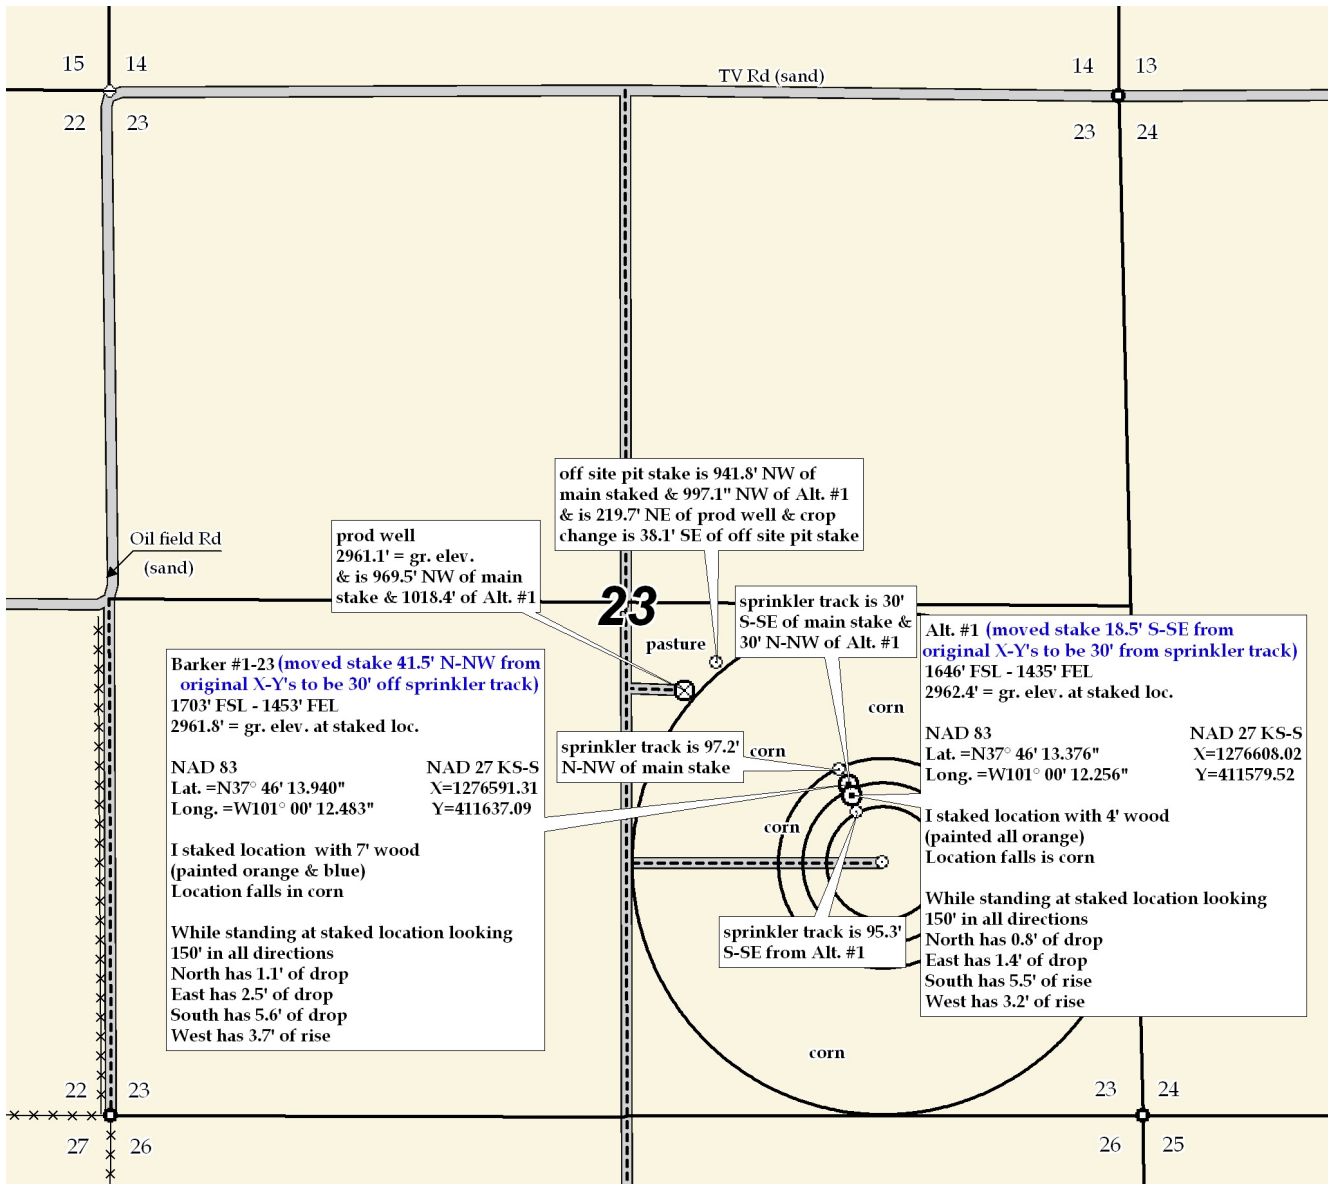 15 14
14 13
TV Rd (sand)
22 23
23 24
off site pit stake is 941.8' NW of
main staked & 997.1" NW of Alt. #1
& is 219.7' NE of prod well & crop
change is 38.1' SE of off site pit stake
prod well
2961.1' = gr. elev.
& is 969.5' NW of main
stake & 1018.4' of Alt. #1
Oil field Rd
(sand)
23
pasture
sprinkler track is 30'
S-SE of main stake &
30' N-NW of Alt. #1
Barker #1-23 (moved stake 41.5' N-NW from
original X-Y's to be 30' off sprinkler track)
1703' FSL - 1453' FEL
2961.8' = gr. elev. at staked loc.
NAD 83 NAD 27 KS-S
Lat. =N37° 46' 13.940" X=1276591.31
Long. =W101° 00' 12.483" Y=411637.09
I staked location with 7' wood
(painted orange & blue)
Location falls in corn
While standing at staked location looking
150' in all directions
North has 1.1' of drop
East has 2.5' of drop
South has 5.6' of drop
West has 3.7' of rise
Alt. #1 (moved stake 18.5' S-SE from
original X-Y's to be 30' from sprinkler track)
1646' FSL - 1435' FEL
2962.4' = gr. elev. at staked loc.
NAD 83 NAD 27 KS-S
Lat. =N37° 46' 13.376" X=1276608.02
Long. =W101° 00' 12.256" Y=411579.52
I staked location with 4' wood
(painted all orange)
Location falls is corn
While standing at staked location looking
150' in all directions
North has 0.8' of drop
East has 1.4' of drop
South has 5.5' of rise
West has 3.2' of rise
corn
sprinkler track is 97.2'
N-NW of main stake
corn
corn
sprinkler track is 95.3'
S-SE from Alt. #1
corn
22 23
23 24
27 26
26 25